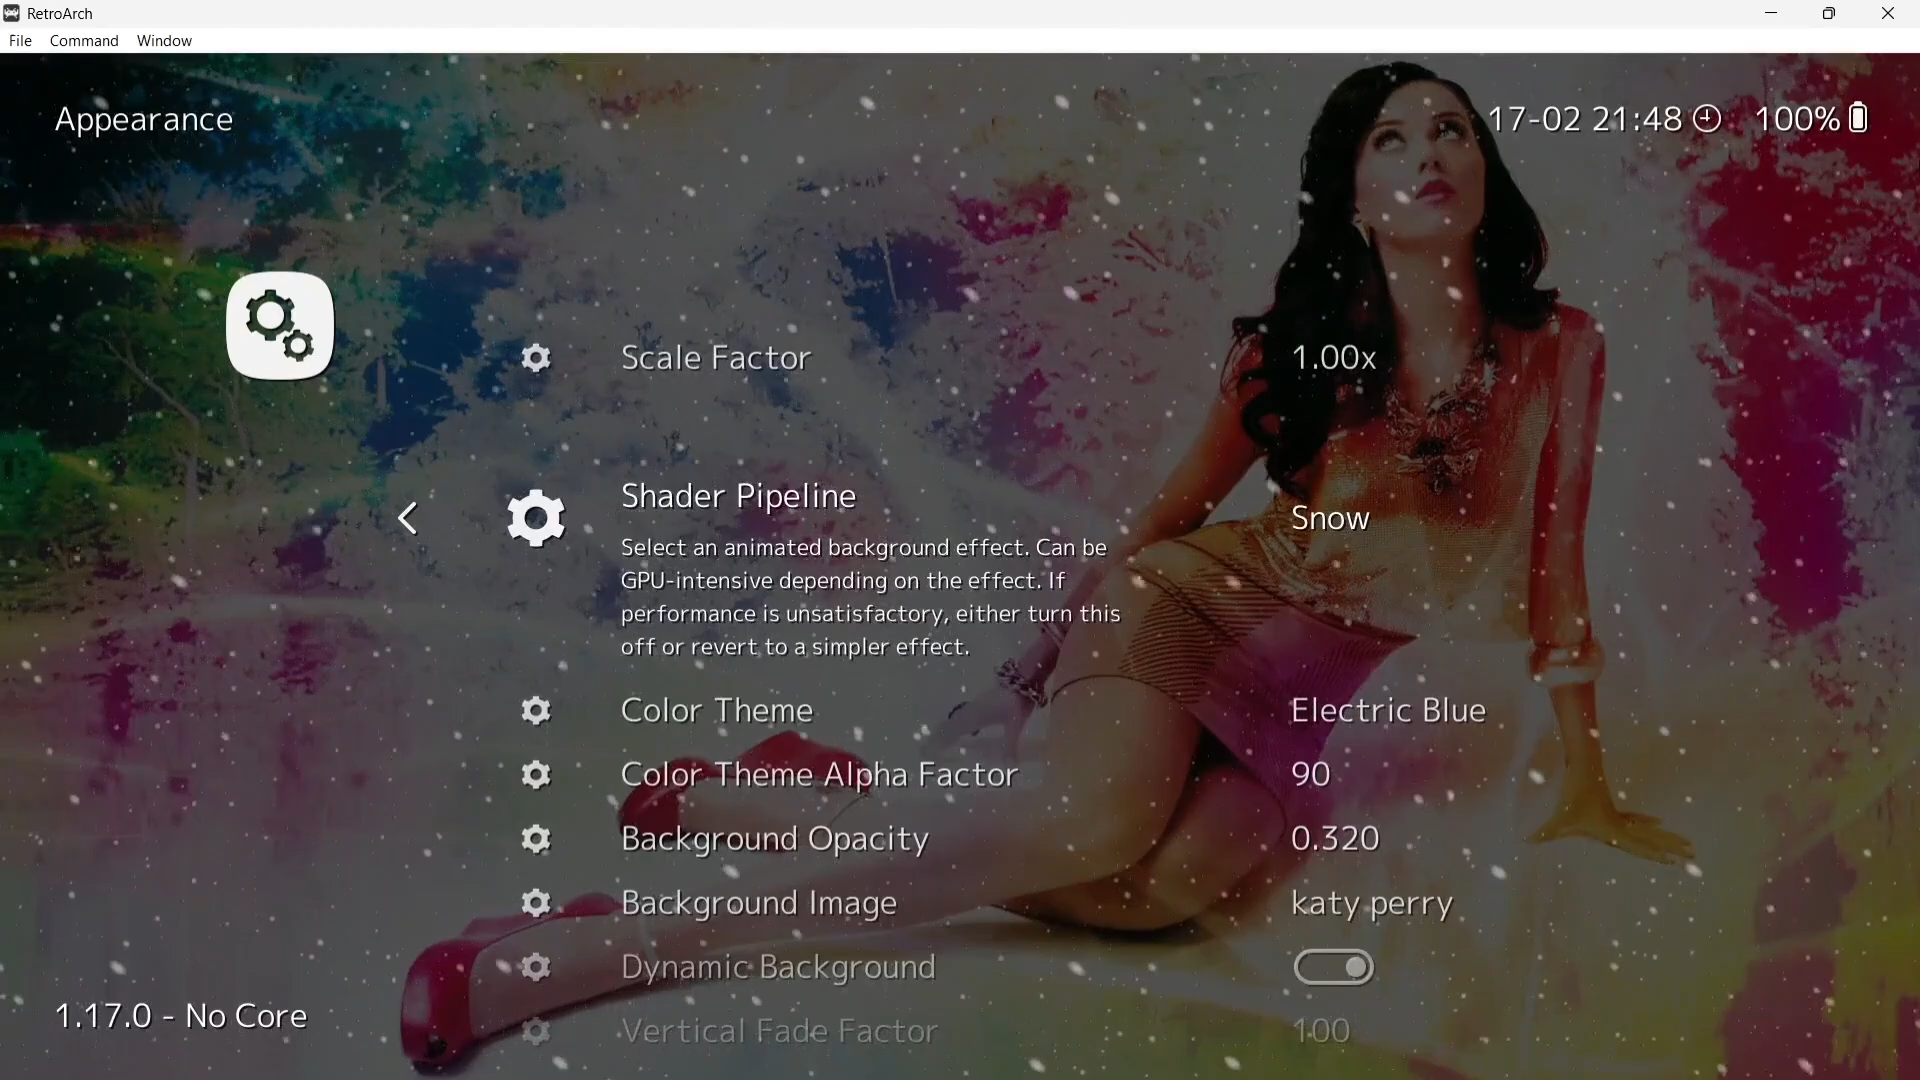 RetroArch
File Command Window
Appearance
17-02 21:48 100%
Scale Factor 1.00x
Shader Pipeline
Snow
Select an animated background effect. Can be
GPU-intensive depending on the effect. If
performance is unsatisfactory, either turn this
off or revert to a simpler effect.
Color Theme Electric Blue
Color Theme Alpha Factor 90
Background Opacity 0.320
Background Image katy perry
Dynamic Background
1.17.0 - No Core
Vertical Fade Factor 100